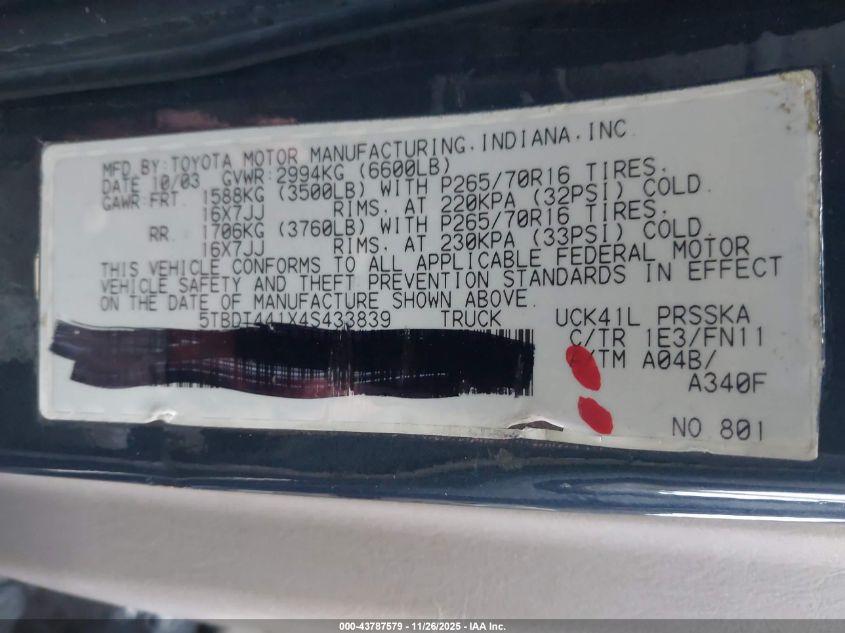 MFD.BY:TOYOTA MOTOR MANUFACTURING,INDIANA,INC.
DATE 10/03 GVWR:2994KG (6600LB)
GAWR:FRT. 1588KG (3500LB) WITH P265/70R16 TIRES.
16X7JJ RIMS, AT 220KPA (32PSI) COLD.
RR. 1706KG (3760LB) WITH P265/70R16 TIRES.
16X7JJ RIMS, AT 230KPA (33PSI) COLD.
THIS VEHICLE CONFORMS TO ALL APPLICABLE FEDERAL MOTOR
VEHICLE SAFETY AND THEFT PREVENTION STANDARDS IN EFFECT
ON THE DATE OF MANUFACTURE SHOWN ABOVE.
5TBDT441X4S433839 TRUCK UCK41L PRSSKA
C/TR 1E3/FN11
/TM A04B/
A340F
NO 801
000-43787579 - 11/26/2025 - IAA Inc.